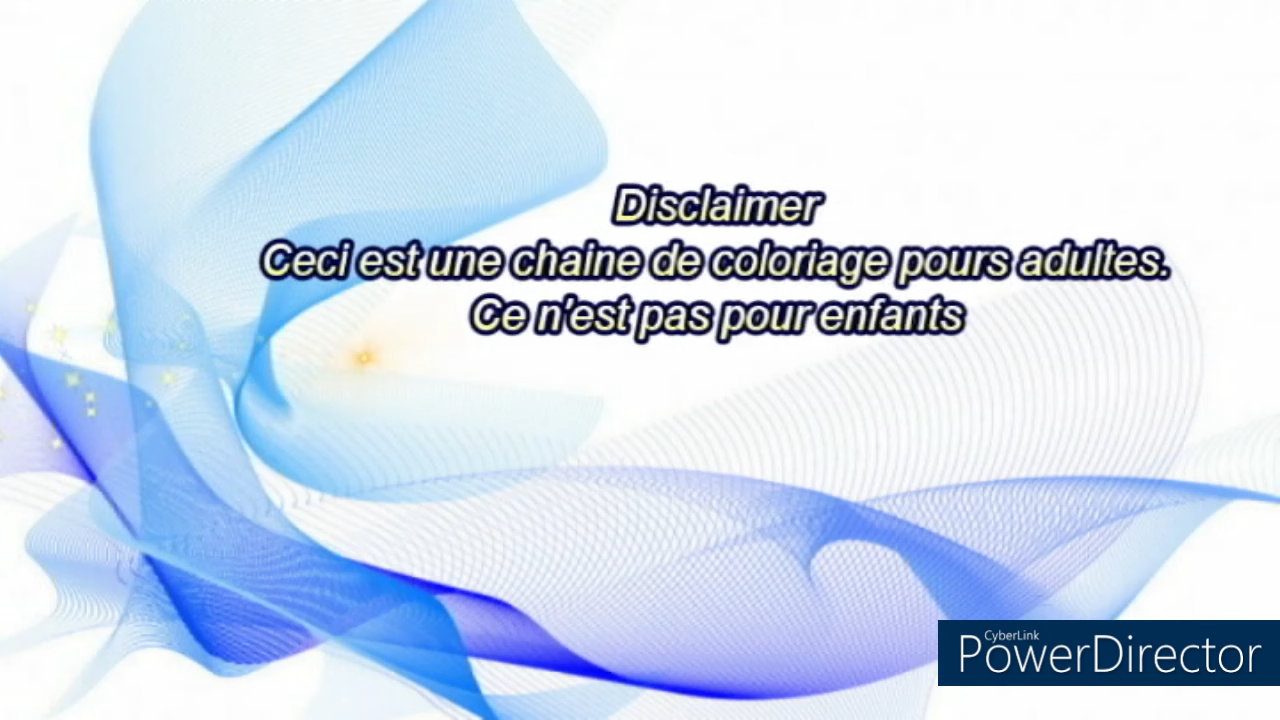 Disclaimer
Ceci est une chaine de coloriage pours adultes.
Ce n'est pas pour enfants
CyberLink
PowerDirector